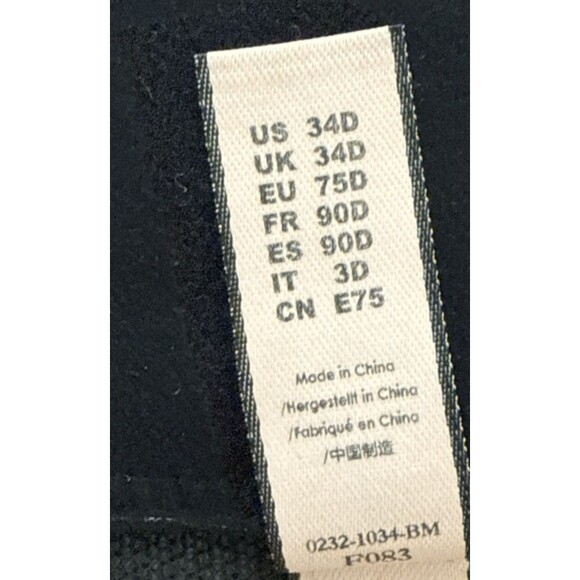 US 34D
UK 34D
EU 75D
FR 90D
ES 90D
IT 3D
CN E75
Made in China
/Hergestellt in China
/Fabriqué en China
/中国制造
0232-1034-BM
F083